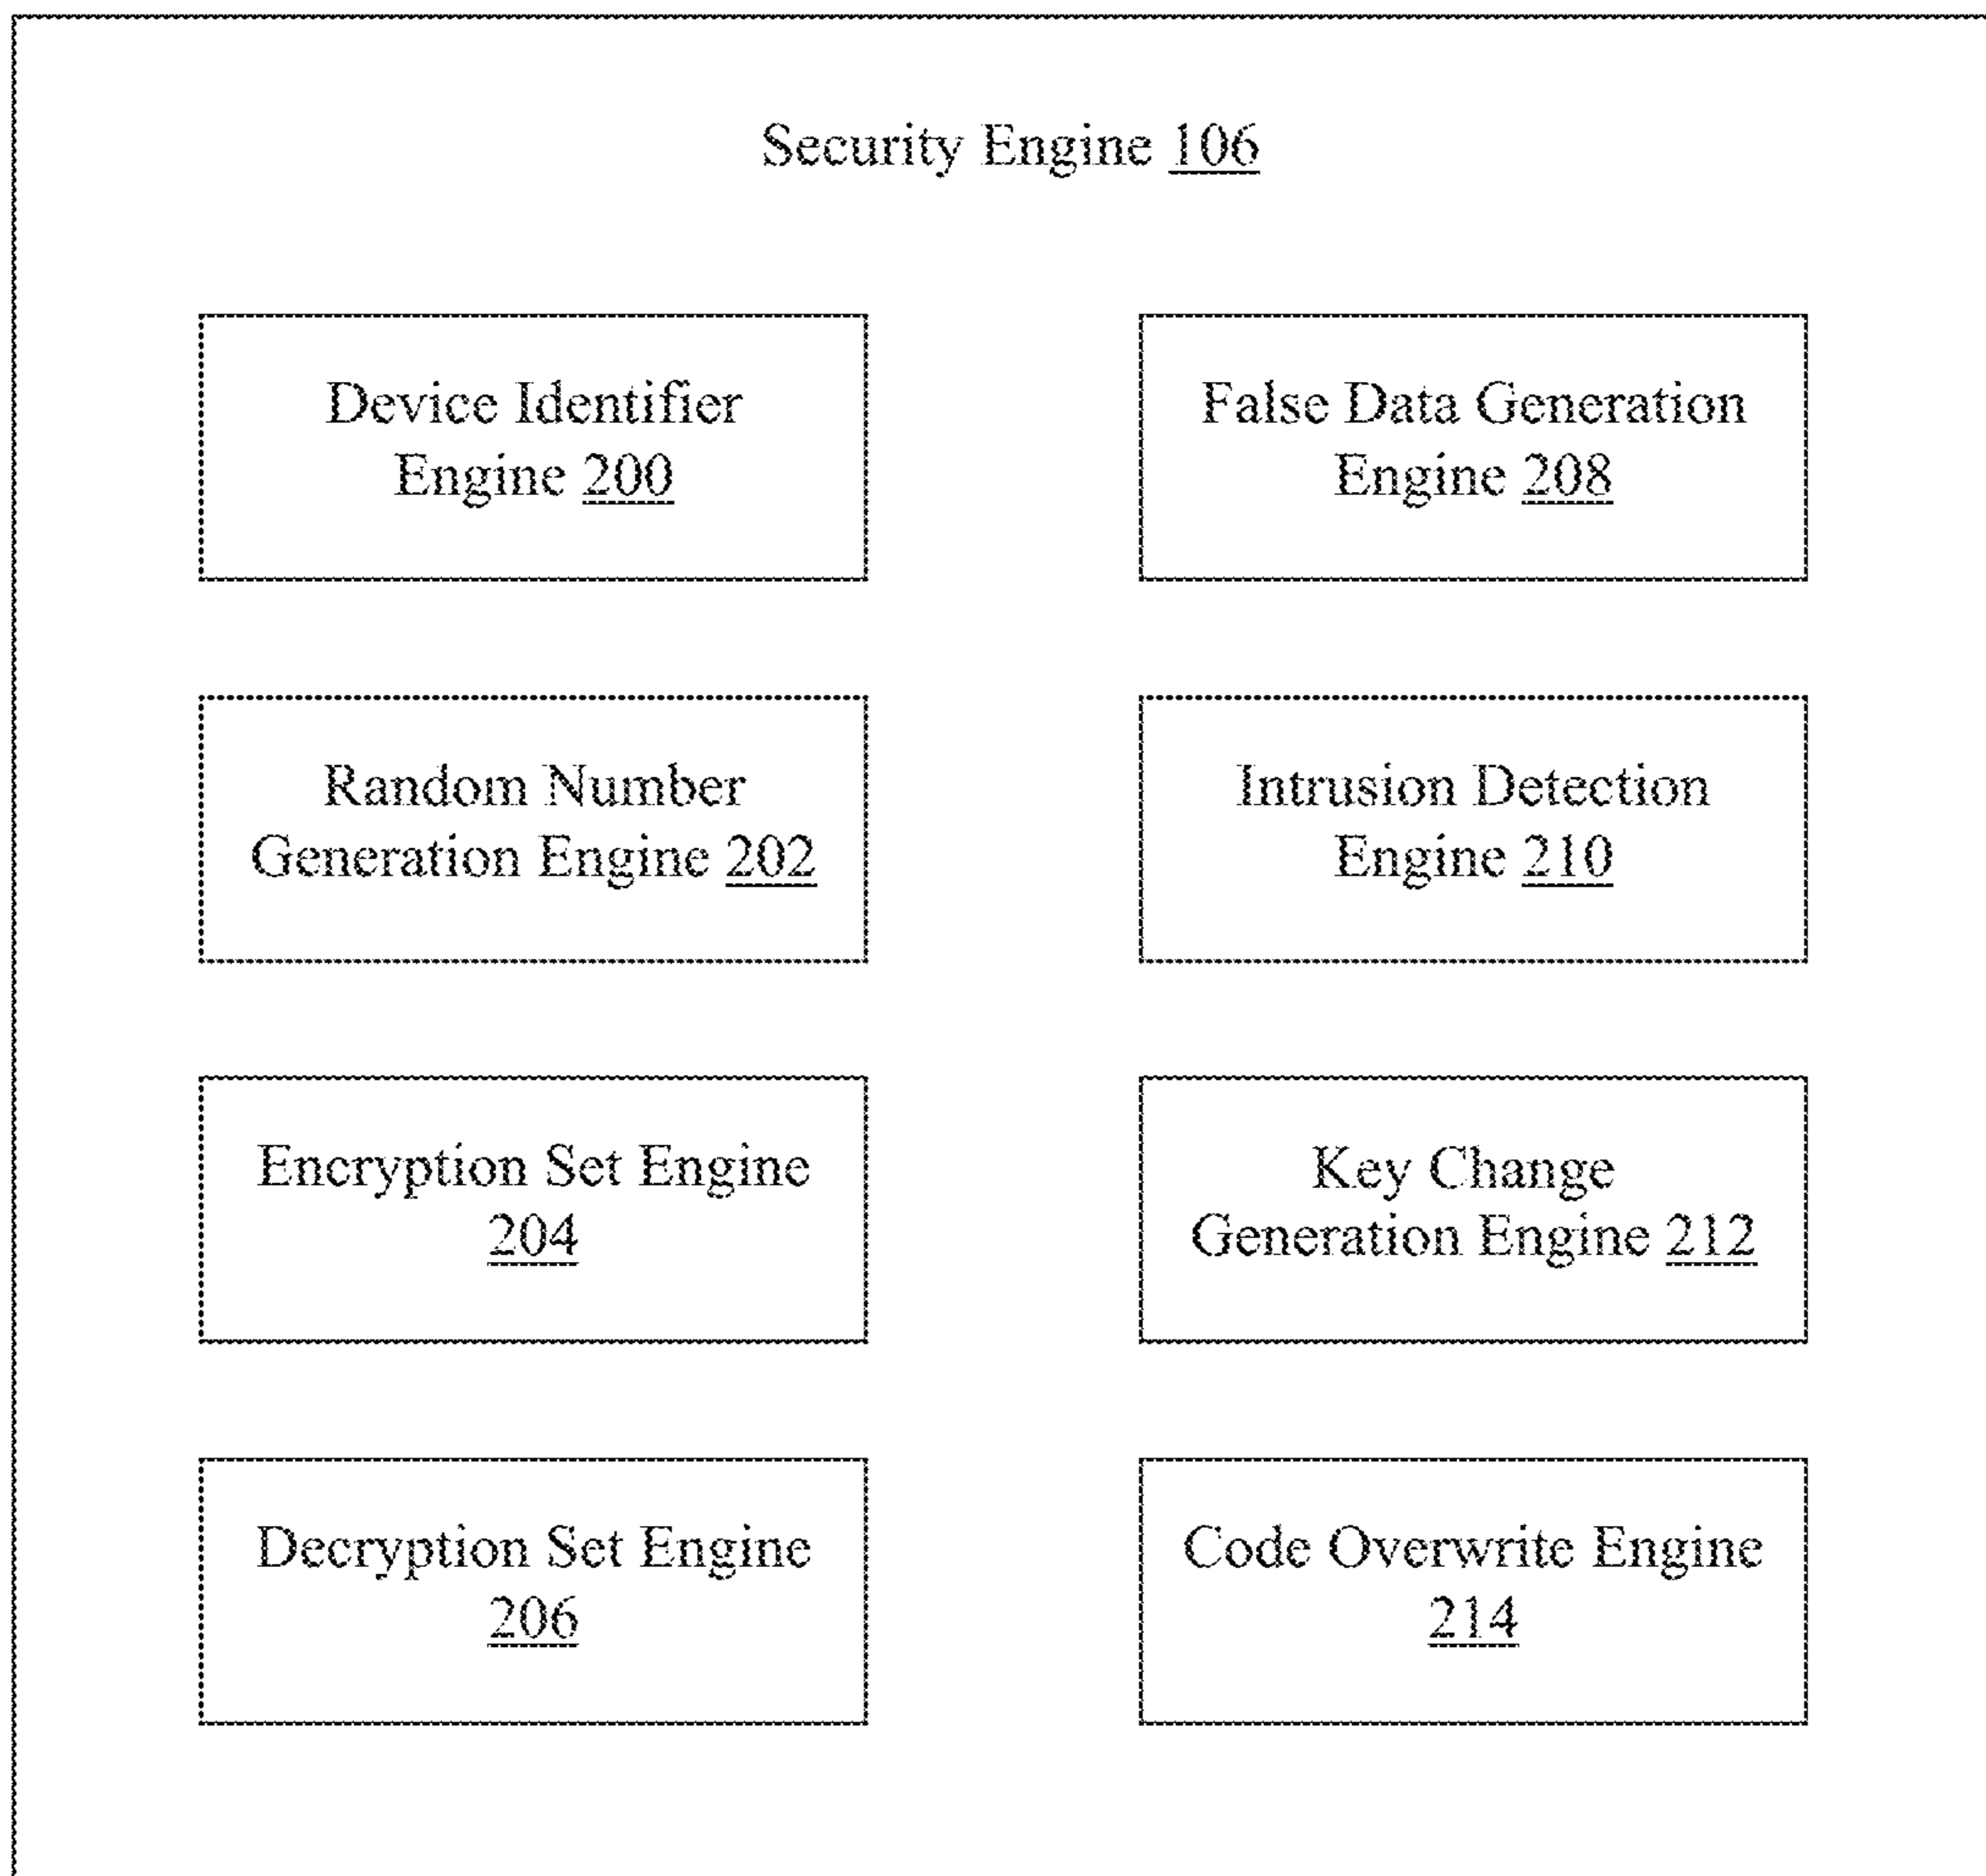 Security Engine 106
Device Identifier
Engine 200
False Data Generation
Engine 208
Random Number
Generation Engine 202
Intrusion Detection
Engine 210
Encryption Set Engine
204
Key Change
Generation Engine 212
Decryption Set Engine
206
Code Overwrite Engine
214